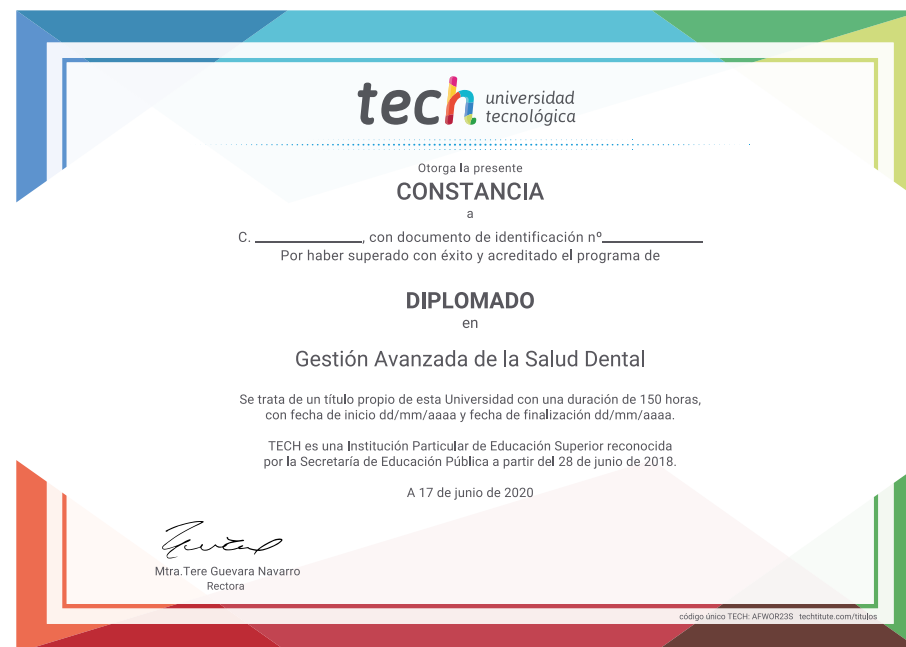 tech universidad
tecnológica
Otorga la presente
CONSTANCIA
a
C. ____________, con documento de identificación nº____________
Por haber superado con éxito y acreditado el programa de
DIPLOMADO
en
Gestión Avanzada de la Salud Dental
Se trata de un título propio de esta Universidad con una duración de 150 horas,
con fecha de inicio dd/mm/aaaa y fecha de finalización dd/mm/aaaa.
TECH es una Institución Particular de Educación Superior reconocida
por la Secretaría de Educación Pública a partir del 28 de junio de 2018.
A 17 de junio de 2020
Mtra.Tere Guevara Navarro
Rectora
código único TECH: AFWOR23S techtitute.com/titulos